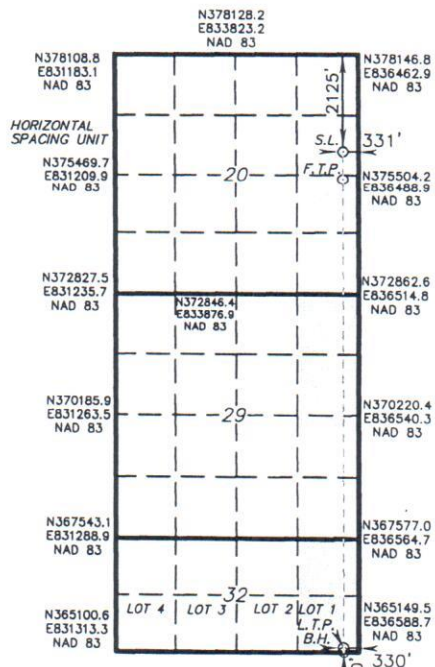 N378128.2
E833823.2
NAD 83
N378108.8
E831183.1
NAD 83
N378146.8
E836462.9
NAD 83
2125'
HORIZONTAL
SPACING UNIT
S.L.
331'
F.T.P.
N375469.7
E831209.9
NAD 83
20
N375504.2
E836488.9
NAD 83
N372827.5
E831235.7
NAD 83
N372846.4
E833876.9
NAD 83
N372862.6
E836514.8
NAD 83
N370185.9
E831263.5
NAD 83
29
N370220.4
E836540.3
NAD 83
N367543.1
E831288.9
NAD 83
N367577.0
E836564.7
NAD 83
32
N365100.6
E831313.3
NAD 83
LOT 4
LOT 3
LOT 2
LOT 1
L.T.P.
B.H.
N365149.5
E836588.7
NAD 83
330'